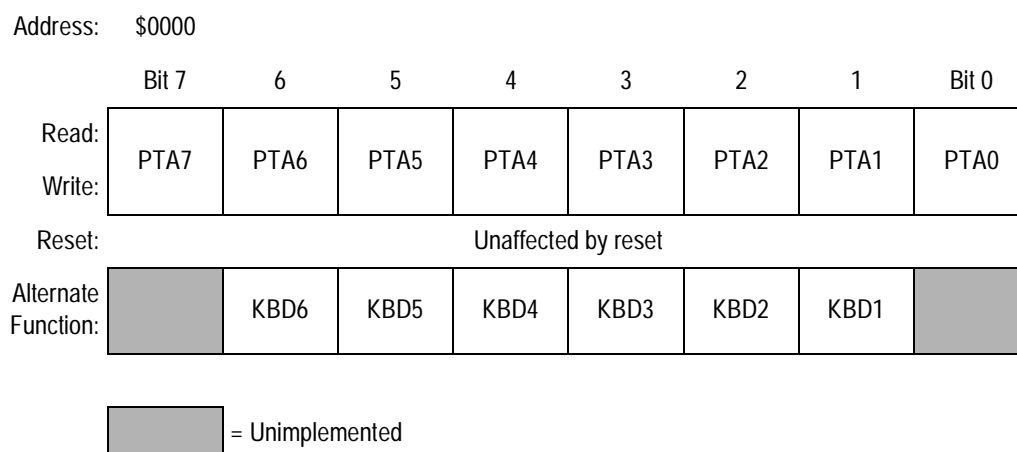 Address: $0000
Bit 7 6 5 4 3 2 1 Bit 0
Read:
PTA7 PTA6 PTA5 PTA4 PTA3 PTA2 PTA1 PTA0
Write:
Reset: Unaffected by reset
Alternate
Function: KBD6 KBD5 KBD4 KBD3 KBD2 KBD1
= Unimplemented